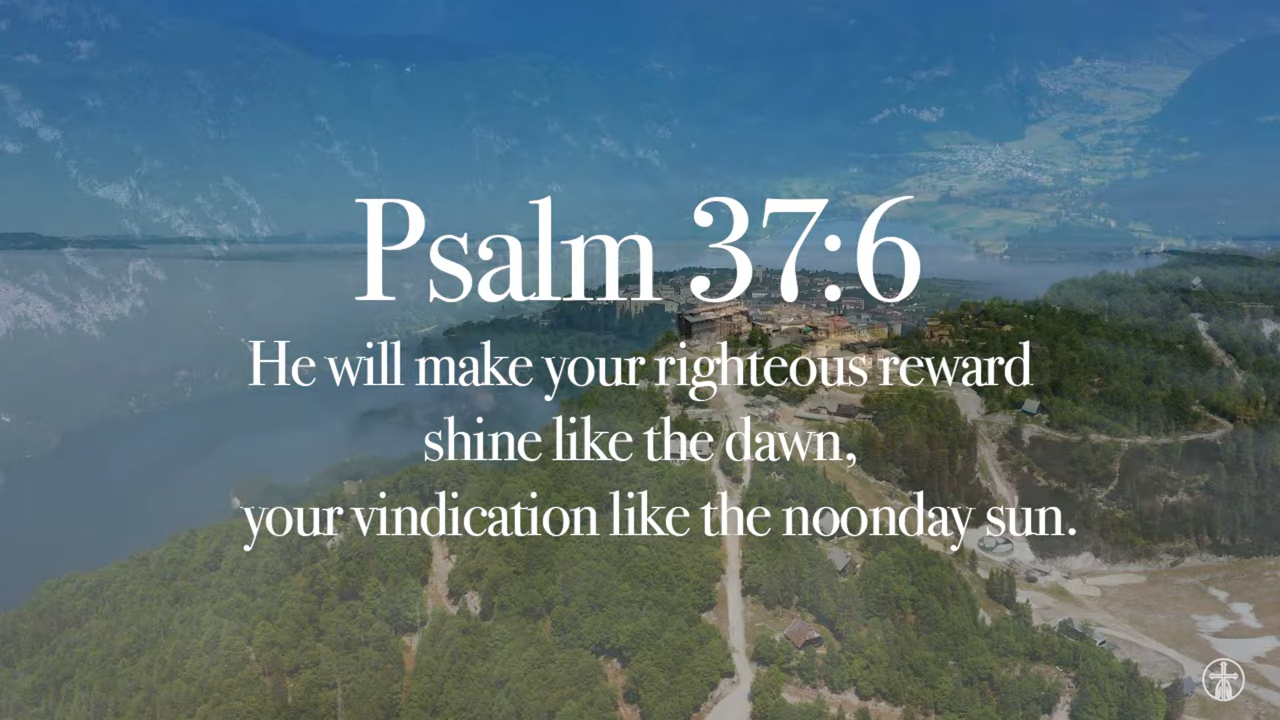 Psalm 37:6
He will make your righteous reward
shine like the dawn,
your vindication like the noonday sun.